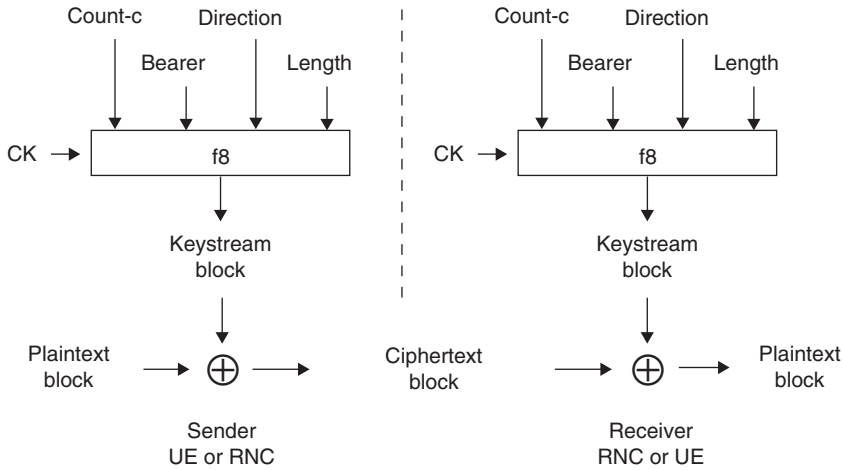 Count-c Direction Count-c Direction
Bearer Length Bearer Length
CK f8 CK f8
Keystream
block
Keystream
block
Plaintext
block
Ciphertext
block
Plaintext
block
Sender
UE or RNC
Receiver
RNC or UE